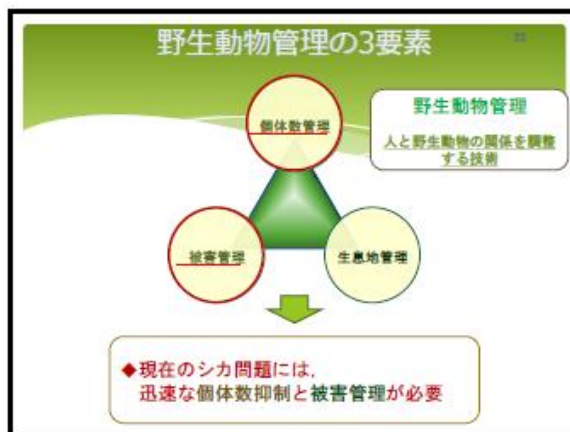 野生動物管理の3要素
個体数管理
野生動物管理
人と野生動物の関係を調整
する技術
被害管理
生息地管理
◆現在のシカ問題には，
迅速な個体数抑制と被害管理が必要